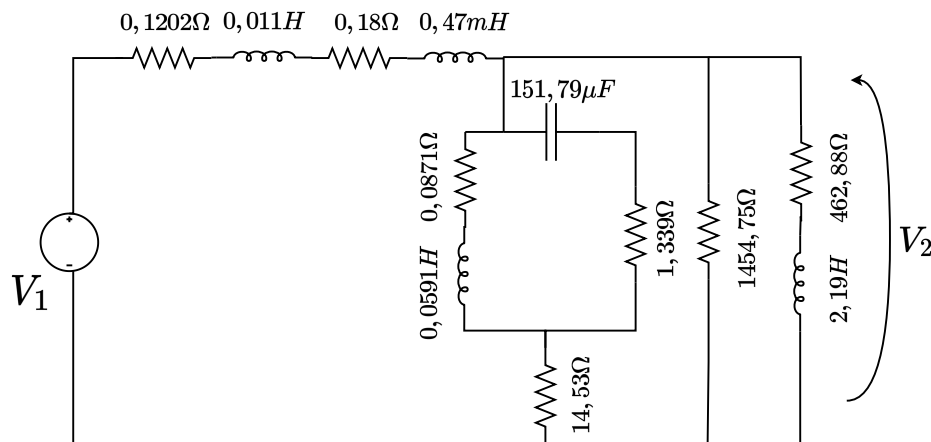 0,1202Ω
0,011H
0,18Ω
0,47mH
151,79μF
0,0871Ω
0,0591H
1,339Ω
1454,75Ω
462,88Ω
2,19H
14,53Ω
+
-
V₁
V₂